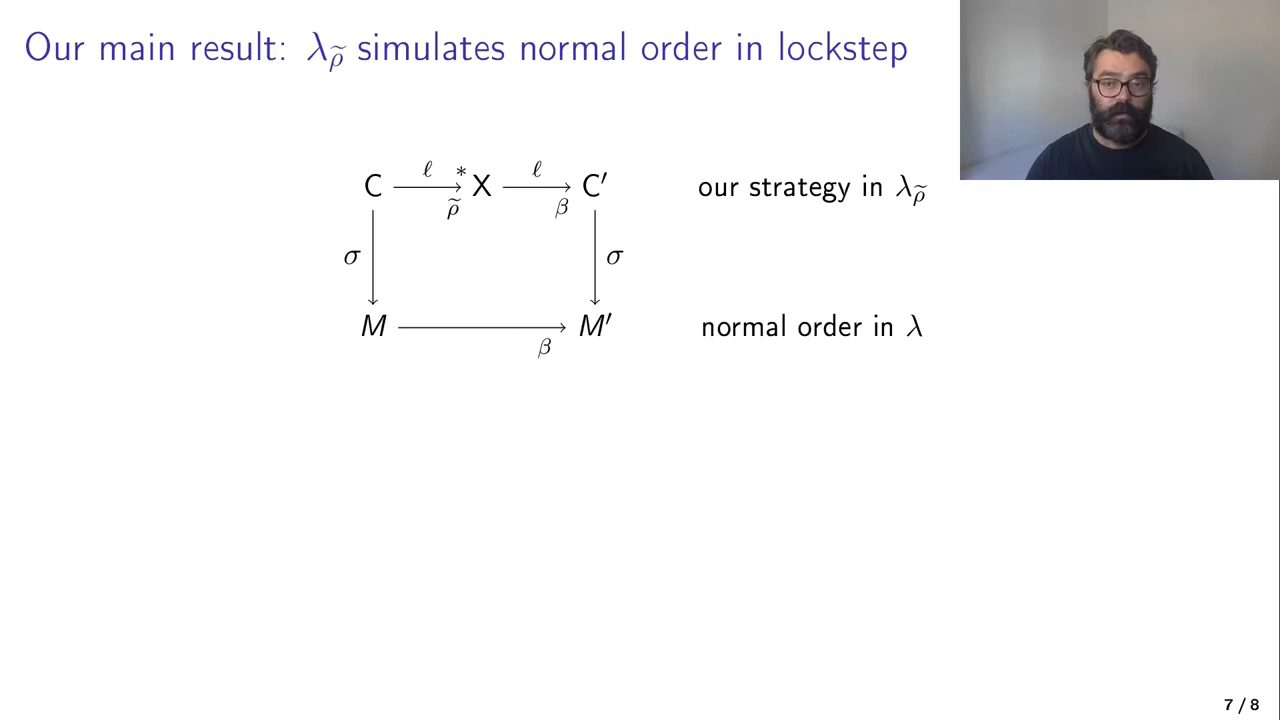 Our main result: λρ̃ simulates normal order in lockstep
ℓ * ℓ
C X C′ our strategy in λρ̃
ρ̃ β
σ σ
M M′ normal order in λ
β
7 / 8